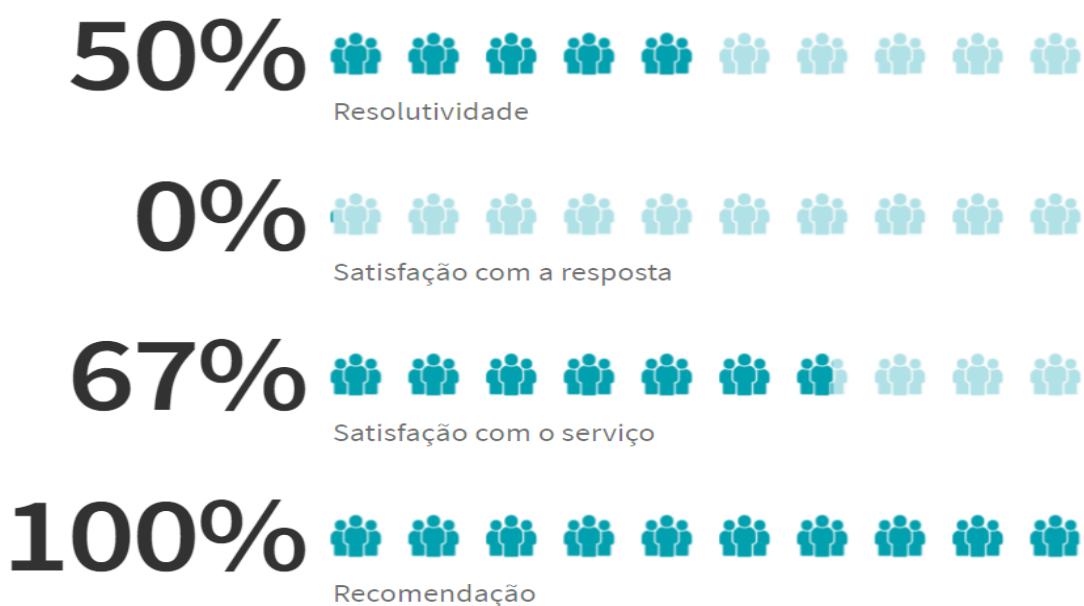 50%
Resolutividade
0%
Satisfação com a resposta
67%
Satisfação com o serviço
100%
Recomendação